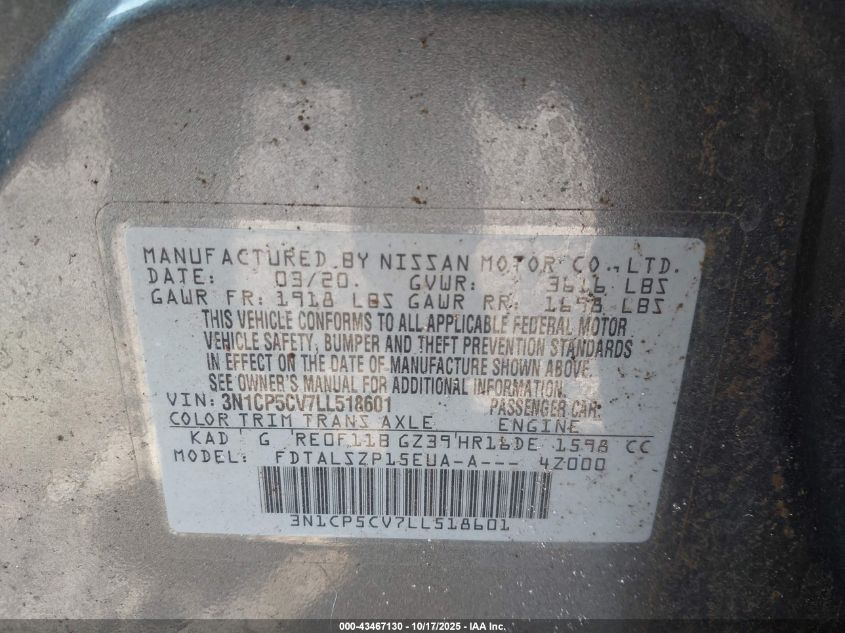 MANUFACTURED BY NISSAN MOTOR CO., LTD.
DATE: 03/20. GVWR: 3616 LBS
GAWR FR: 1918 LBS GAWR RR: 1698 LBS
THIS VEHICLE CONFORMS TO ALL APPLICABLE FEDERAL MOTOR
VEHICLE SAFETY, BUMPER AND THEFT PREVENTION STANDARDS
IN EFFECT ON THE DATE OF MANUFACTURE SHOWN ABOVE.
SEE OWNER'S MANUAL FOR ADDITIONAL INFORMATION.
VIN: 3N1CP5CV7LL518601 PASSENGER CAR:
COLOR TRIM TRANS AXLE ENGINE
KAD G RE0F11B GZ39 HR16DE 1598 CC
MODEL: FDTALSZP15EUA-A--- 4Z000
3N1CP5CV7LL518601
000-43467130 - 10/17/2025 - IAA Inc.